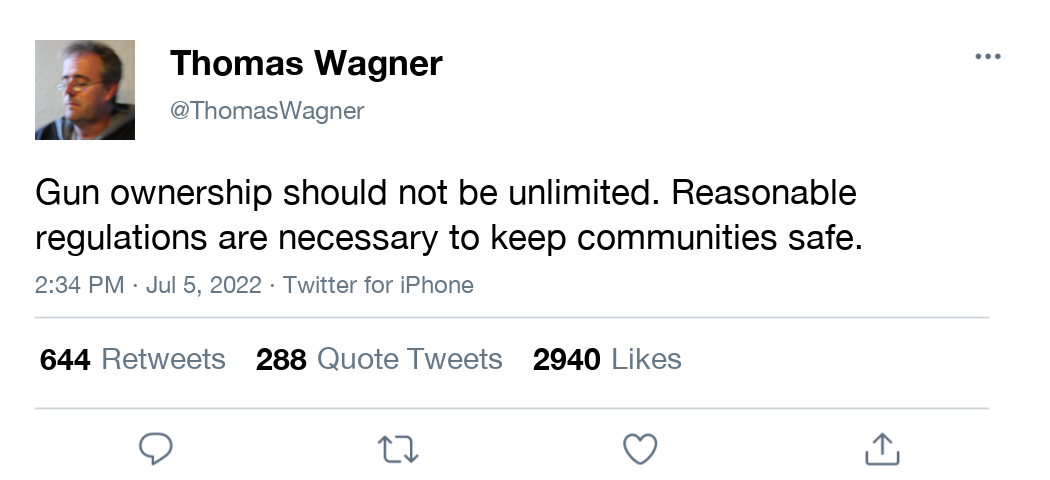 Thomas Wagner
@ThomasWagner
Gun ownership should not be unlimited. Reasonable
regulations are necessary to keep communities safe.
2:34 PM · Jul 5, 2022 · Twitter for iPhone
644 Retweets 288 Quote Tweets 2940 Likes